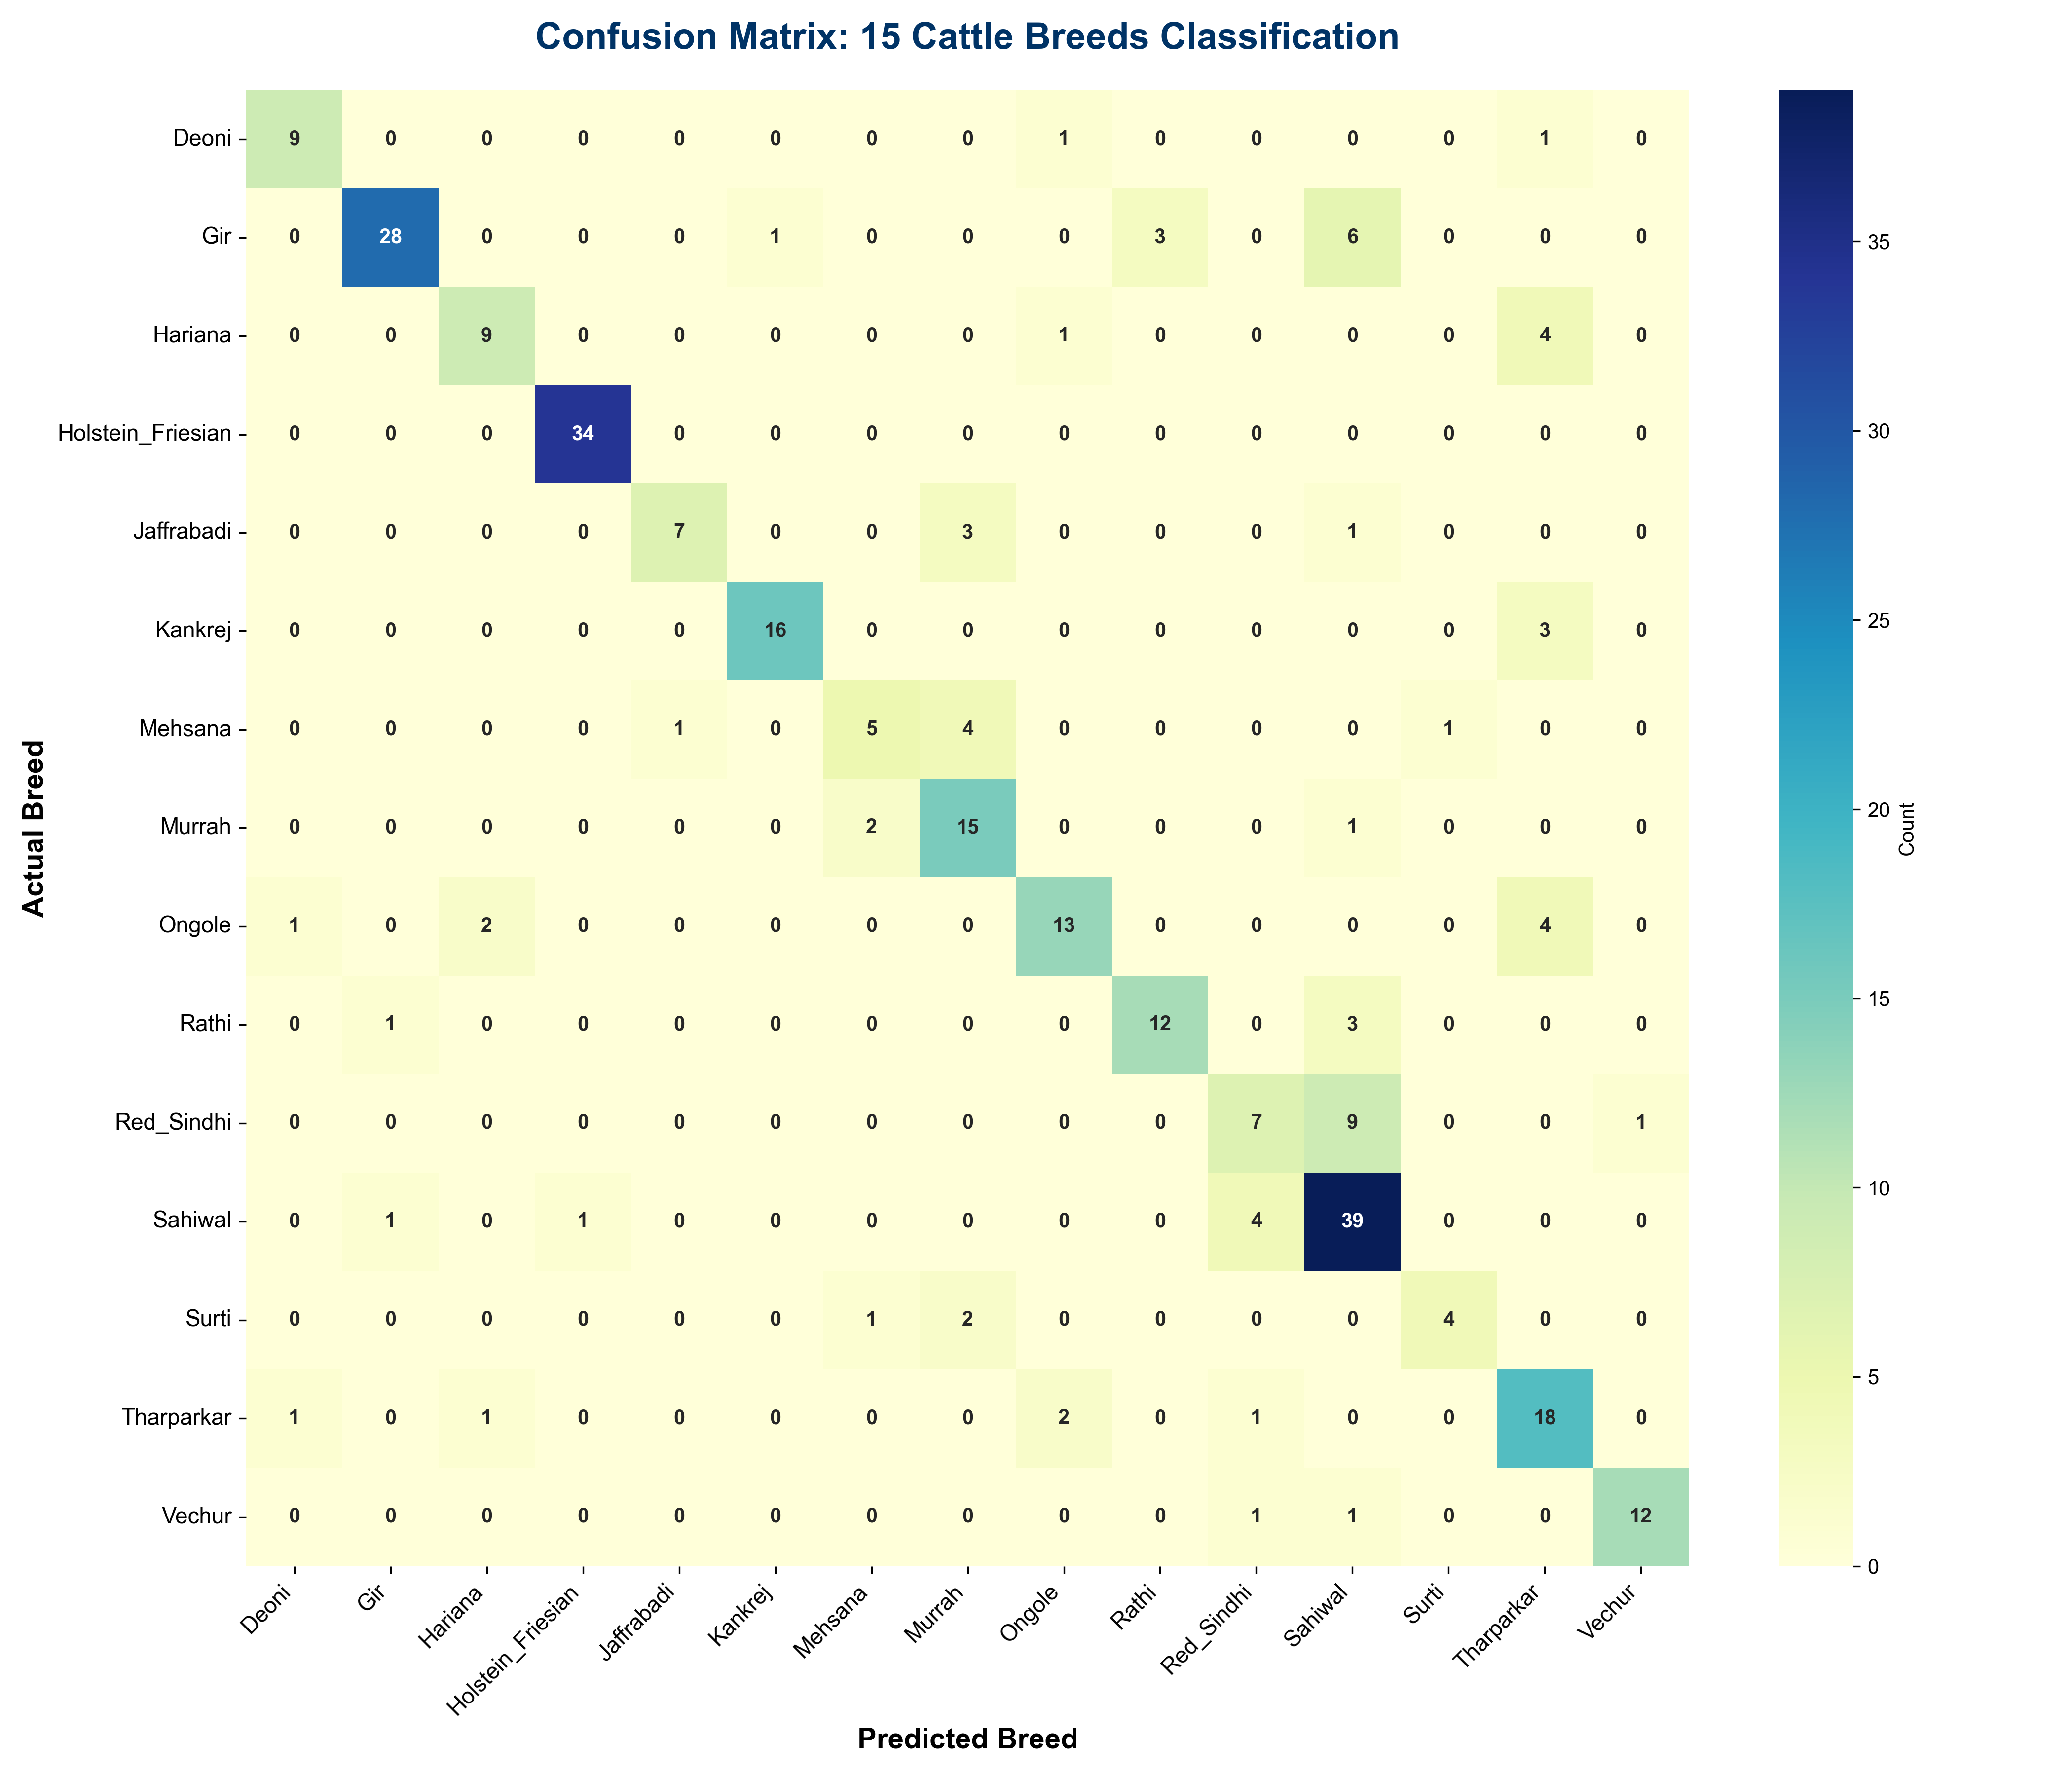 Confusion Matrix: 15 Cattle Breeds Classification
Actual Breed
Deoni 9 0 0 0 0 0 0 0 1 0 0 0 0 1 0
Gir 0 28 0 0 0 1 0 0 0 3 0 6 0 0 0
Hariana 0 0 9 0 0 0 0 0 1 0 0 0 0 4 0
Holstein_Friesian 0 0 0 34 0 0 0 0 0 0 0 0 0 0 0
Jaffrabadi 0 0 0 0 7 0 0 3 0 0 0 1 0 0 0
Kankrej 0 0 0 0 0 16 0 0 0 0 0 0 0 3 0
Mehsana 0 0 0 0 1 0 5 4 0 0 0 0 1 0 0
Murrah 0 0 0 0 0 0 2 15 0 0 0 1 0 0 0
Ongole 1 0 2 0 0 0 0 0 13 0 0 0 0 4 0
Rathi 0 1 0 0 0 0 0 0 0 12 0 3 0 0 0
Red_Sindhi 0 0 0 0 0 0 0 0 0 0 7 9 0 0 1
Sahiwal 0 1 0 1 0 0 0 0 0 0 4 39 0 0 0
Surti 0 0 0 0 0 0 1 2 0 0 0 0 4 0 0
Tharparkar 1 0 1 0 0 0 0 0 2 0 1 0 0 18 0
Vechur 0 0 0 0 0 0 0 0 0 0 1 1 0 0 12
Deoni Gir Hariana Holstein_Friesian Jaffrabadi Kankrej Mehsana Murrah Ongole Rathi Red_Sindhi Sahiwal Surti Tharparkar Vechur
Predicted Breed
35
30
25
20
15
10
5
0
Count